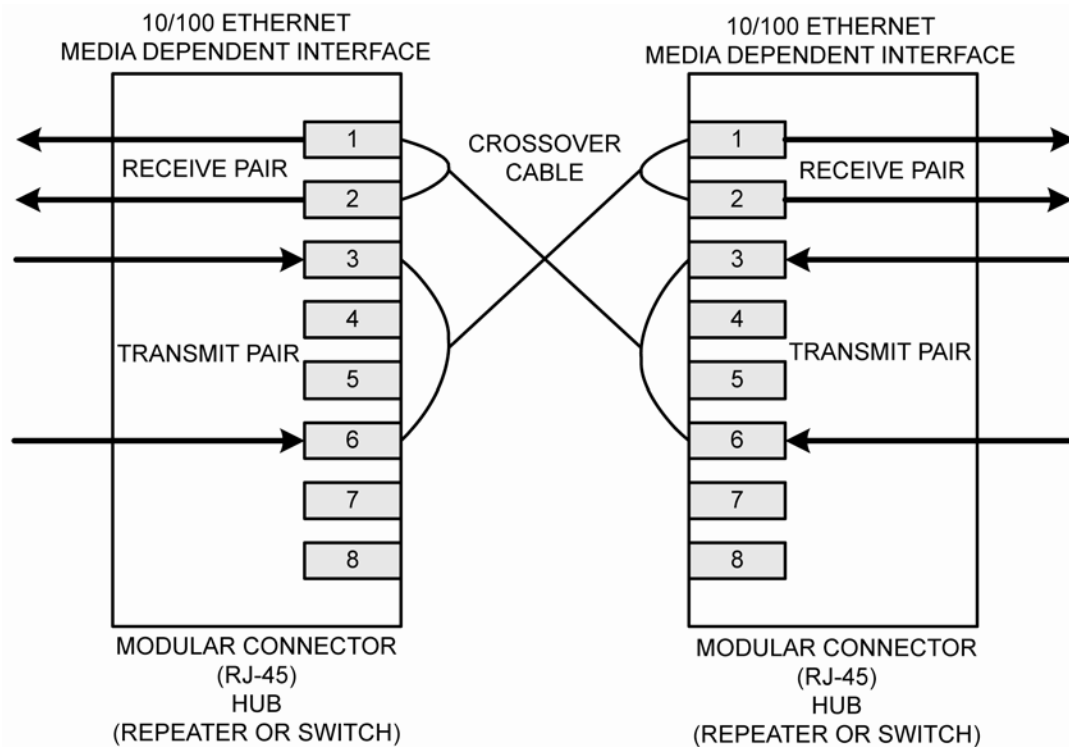 10/100 ETHERNET
MEDIA DEPENDENT INTERFACE
1
RECEIVE PAIR
2
3
4
TRANSMIT PAIR
5
6
7
8
MODULAR CONNECTOR
(RJ-45)
HUB
(REPEATER OR SWITCH)
CROSSOVER
CABLE
10/100 ETHERNET
MEDIA DEPENDENT INTERFACE
1
RECEIVE PAIR
2
3
4
TRANSMIT PAIR
5
6
7
8
MODULAR CONNECTOR
(RJ-45)
HUB
(REPEATER OR SWITCH)